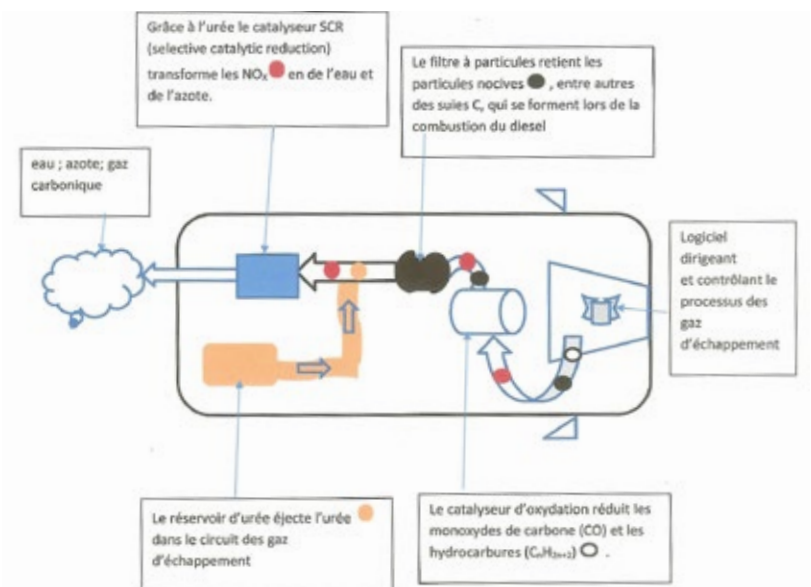 Grâce à l'urée le catalyseur SCR
(selective catalytic reduction)
transforme les NOₓ en de l'eau et
de l'azote.
Le filtre à particules retient les
particules nocives , entre autres
des suies C, qui se forment lors de la
combustion du diesel
eau ; azote; gaz
carbonique
Logiciel
dirigeant
et contrôlant le
processus des
gaz
d'échappement
Le réservoir d'urée éjecte l'urée
dans le circuit des gaz
d'échappement
Le catalyseur d'oxydation réduit les
monoxydes de carbone (CO) et les
hydrocarbures (CₙH₂ₙ₊₂) .